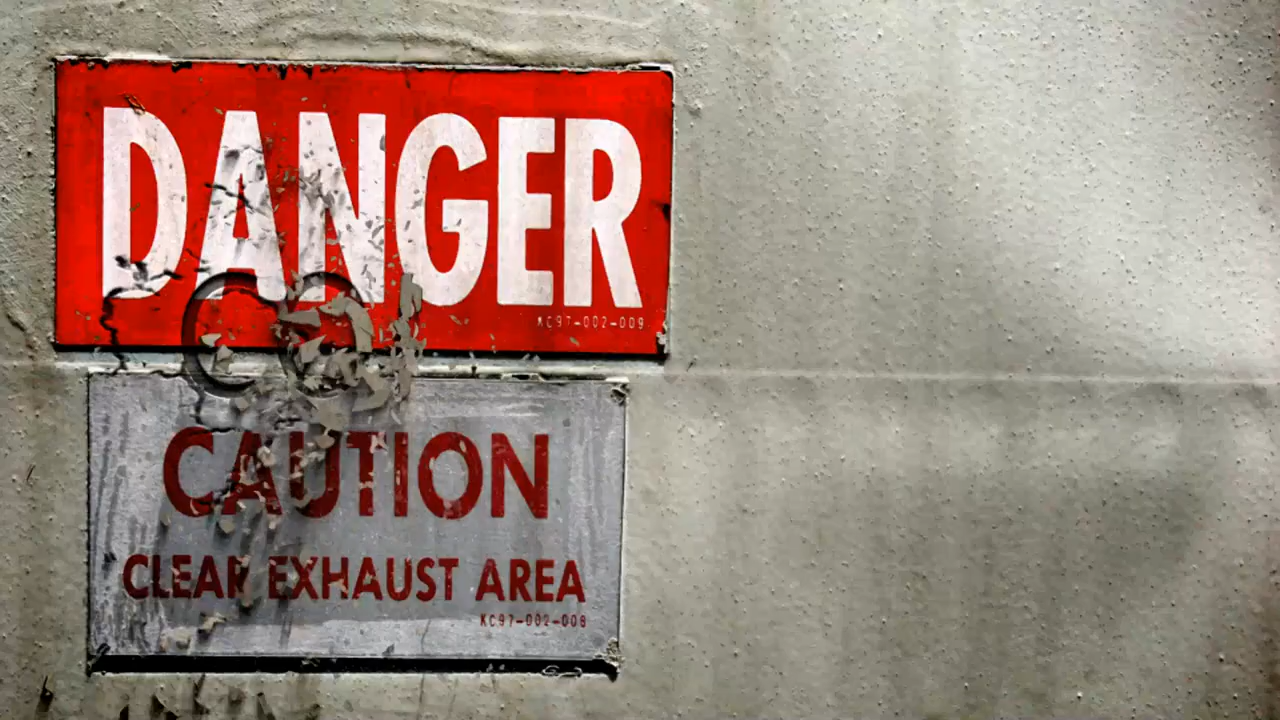 DANGER
KC97-002-009
CAUTION
CLEAR EXHAUST AREA
KC97-002-008